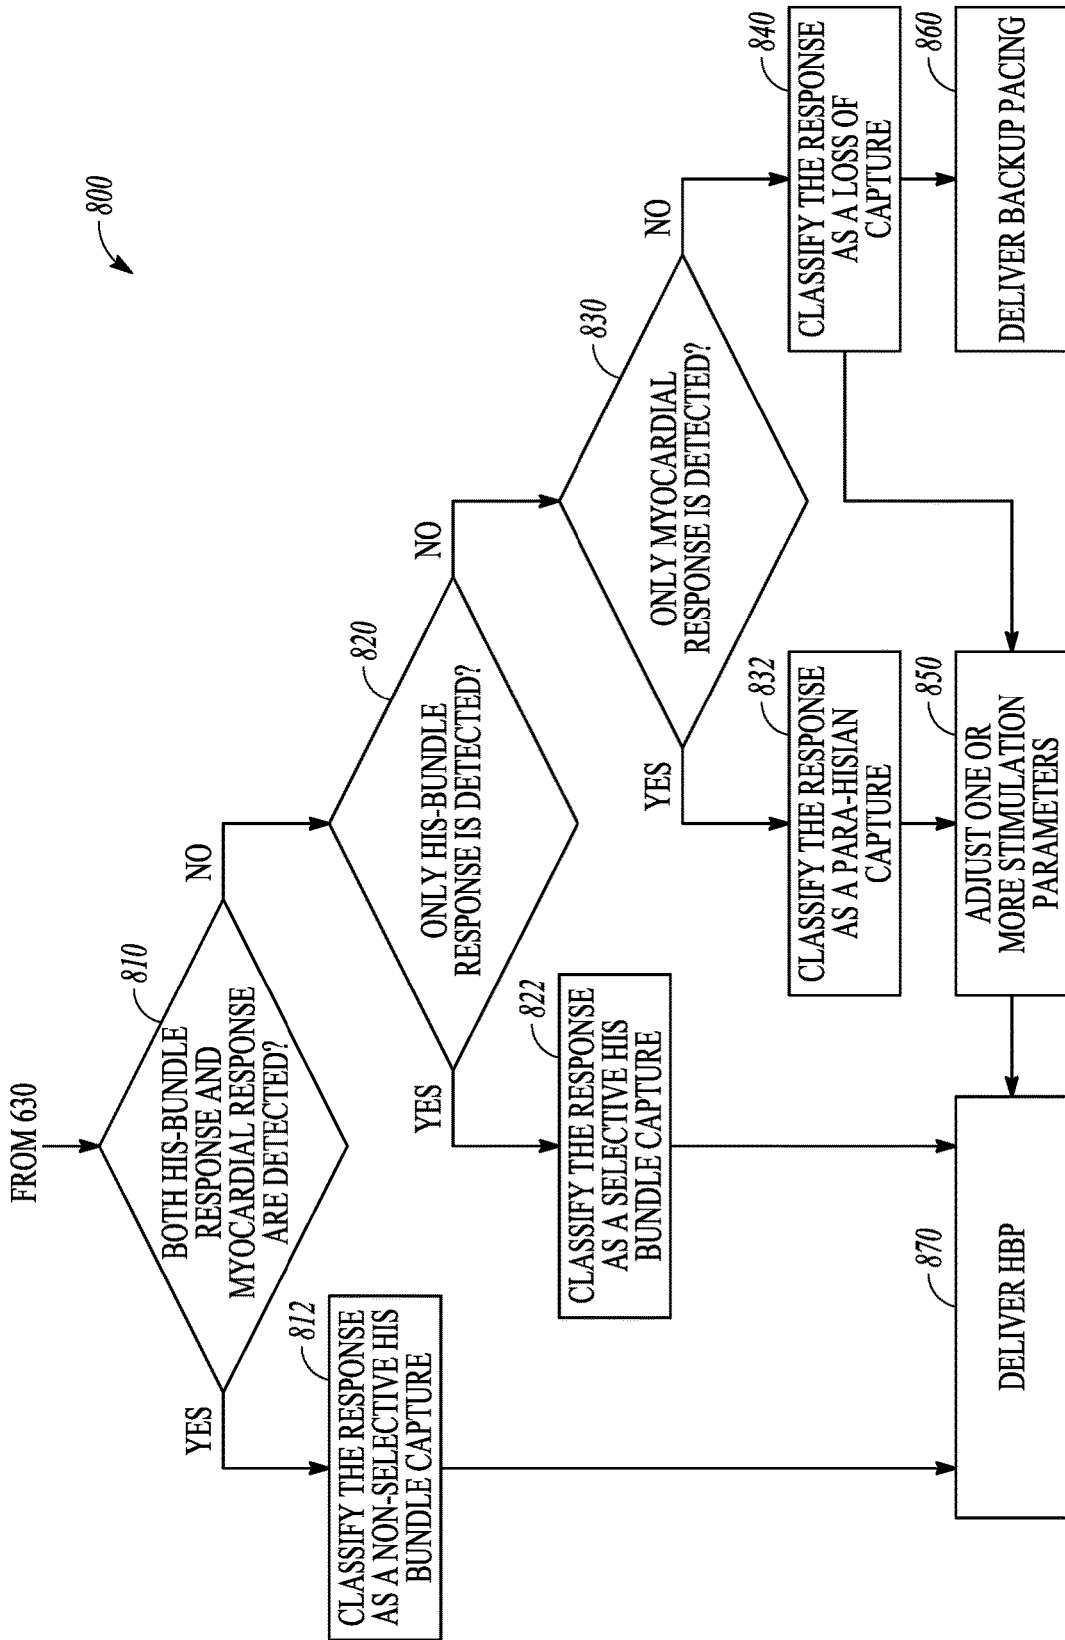 800
FROM 630
810
BOTH HIS-BUNDLE
RESPONSE AND
MYOCARDIAL RESPONSE
ARE DETECTED?
YES
NO
812
CLASSIFY THE RESPONSE
AS A NON-SELECTIVE HIS
BUNDLE CAPTURE
820
ONLY HIS-BUNDLE
RESPONSE IS DETECTED?
YES
NO
822
CLASSIFY THE RESPONSE
AS A SELECTIVE HIS
BUNDLE CAPTURE
830
ONLY MYOCARDIAL
RESPONSE IS DETECTED?
YES
NO
832
CLASSIFY THE RESPONSE
AS A PARA-HISIAN
CAPTURE
840
CLASSIFY THE RESPONSE
AS A LOSS OF
CAPTURE
870
DELIVER HBP
850
ADJUST ONE OR
MORE STIMULATION
PARAMETERS
860
DELIVER BACKUP PACING